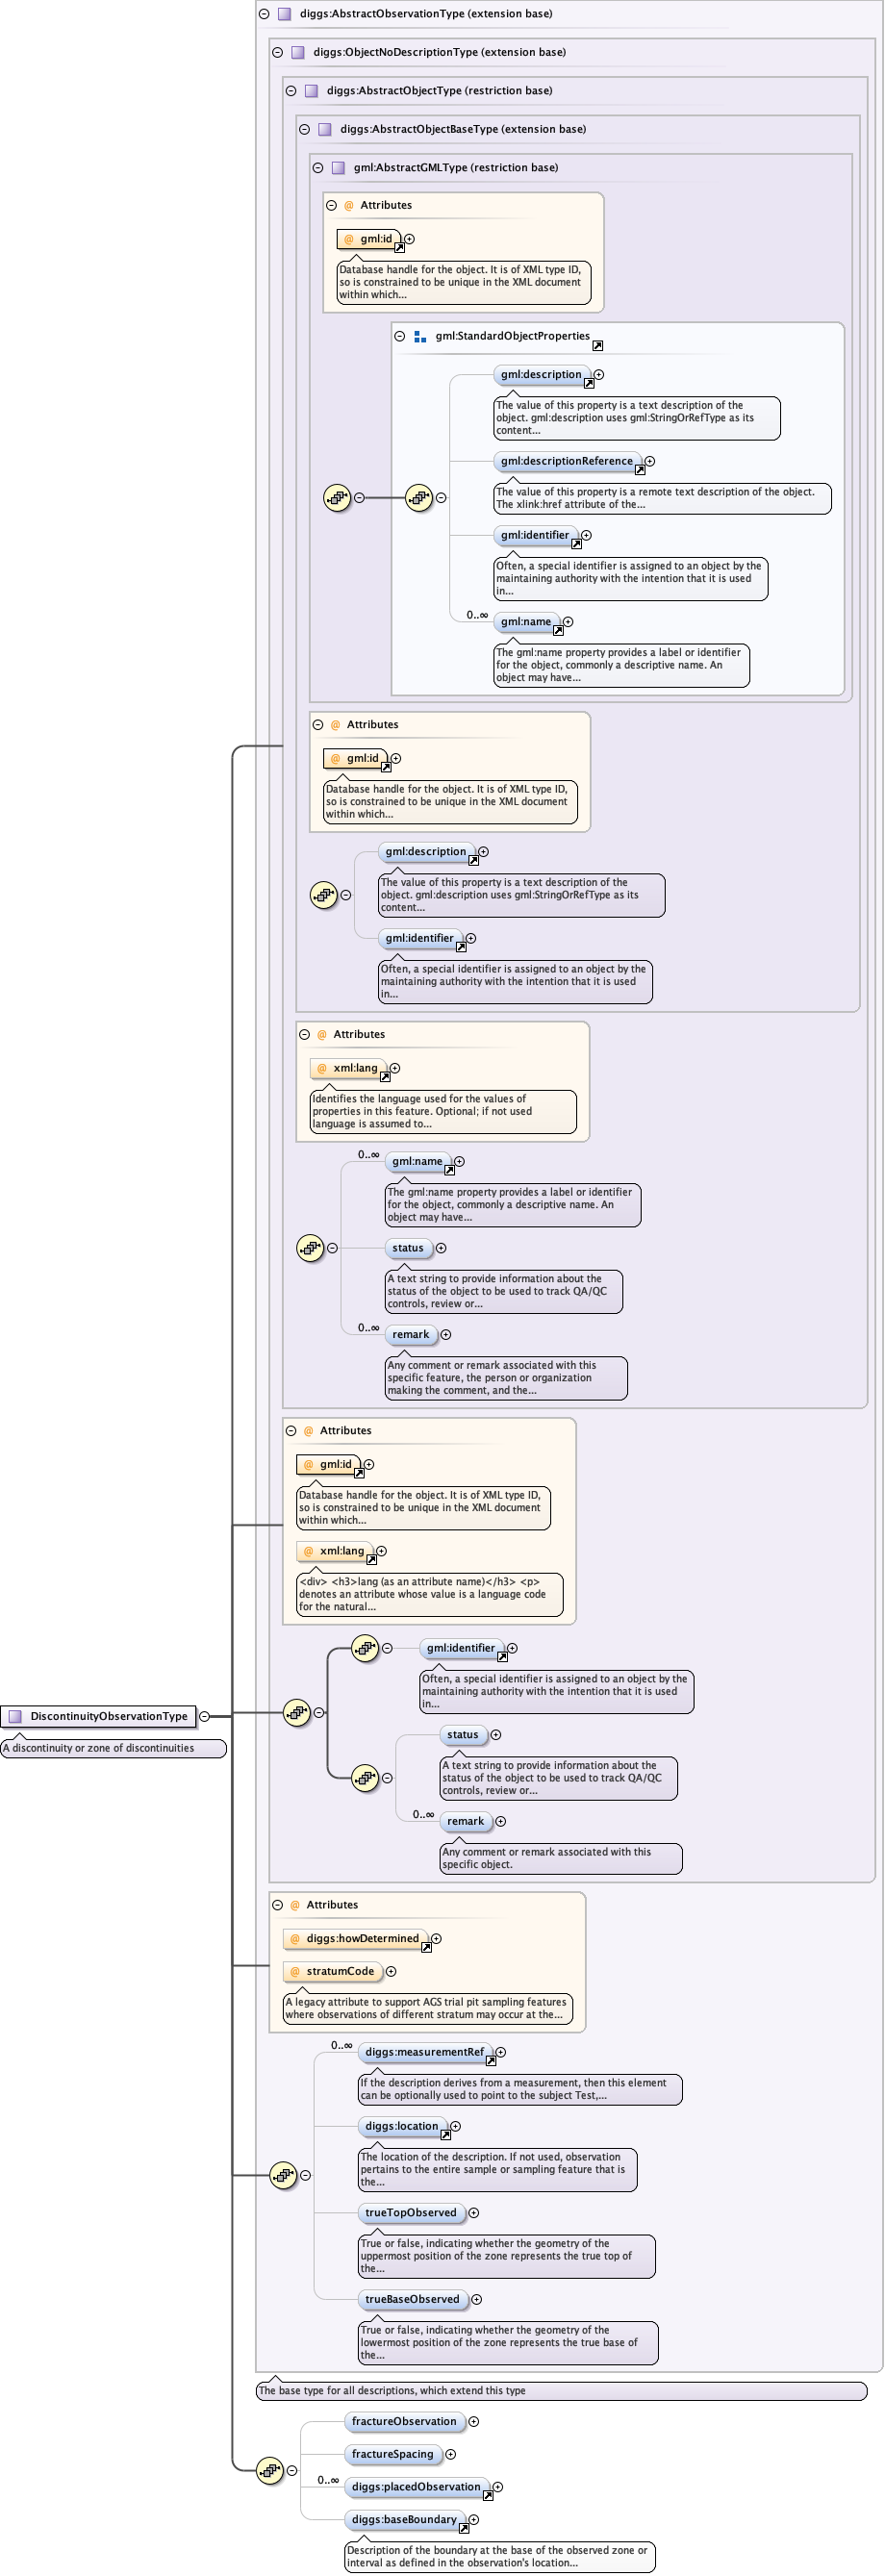 diggs:AbstractObservationType (extension base)
diggs:ObjectNoDescriptionType (extension base)
diggs:AbstractObjectType (restriction base)
diggs:AbstractObjectBaseType (extension base)
gml:AbstractGMLType (restriction base)
@ Attributes
@ gml:id
Database handle for the object. It is of XML type ID,
so is constrained to be unique in the XML document
within which...
gml:StandardObjectProperties
gml:description
The value of this property is a text description of the
object. gml:description uses gml:StringOrRefType as its
content...
gml:descriptionReference
The value of this property is a remote text description of the object.
The xlink:href attribute of the...
gml:identifier
Often, a special identifier is assigned to an object by the
maintaining authority with the intention that it is used
in...
0..∞
gml:name
The gml:name property provides a label or identifier
for the object, commonly a descriptive name. An
object may have...
@ Attributes
@ gml:id
Database handle for the object. It is of XML type ID,
so is constrained to be unique in the XML document
within which...
gml:description
The value of this property is a text description of the
object. gml:description uses gml:StringOrRefType as its
content...
gml:identifier
Often, a special identifier is assigned to an object by the
maintaining authority with the intention that it is used
in...
@ Attributes
@ xml:lang
Identifies the language used for the values of
properties in this feature. Optional; if not used
language is assumed to...
0..∞
gml:name
The gml:name property provides a label or identifier
for the object, commonly a descriptive name. An
object may have...
status
A text string to provide information about the
status of the object to be used to track QA/QC
controls, review or...
0..∞
remark
Any comment or remark associated with this
specific feature, the person or organization
making the comment, and the...
@ Attributes
@ gml:id
Database handle for the object. It is of XML type ID,
so is constrained to be unique in the XML document
within which...
@ xml:lang
<div> <h3>lang (as an attribute name)</h3> <p>
denotes an attribute whose value is a language code
for the natural...
gml:identifier
Often, a special identifier is assigned to an object by the
maintaining authority with the intention that it is used
in...
DiscontinuityObservationType
A discontinuity or zone of discontinuities
status
A text string to provide information about the
status of the object to be used to track QA/QC
controls, review or...
0..∞
remark
Any comment or remark associated with this
specific object.
@ Attributes
@ diggs:howDetermined
@ stratumCode
A legacy attribute to support AGS trial pit sampling features
where observations of different stratum may occur at the...
0..∞
diggs:measurementRef
If the description derives from a measurement, then this element
can be optionally used to point to the subject Test,...
diggs:location
The location of the description. If not used, observation
pertains to the entire sample or sampling feature that is
the...
trueTopObserved
True or false, indicating whether the geometry of the
uppermost position of the zone represents the true top of
the...
trueBaseObserved
True or false, indicating whether the geometry of the
lowermost position of the zone represents the true base of
the...
The base type for all descriptions, which extend this type
fractureObservation
fractureSpacing
0..∞
diggs:placedObservation
diggs:baseBoundary
Description of the boundary at the base of the observed zone or
interval as defined in the observation's location...